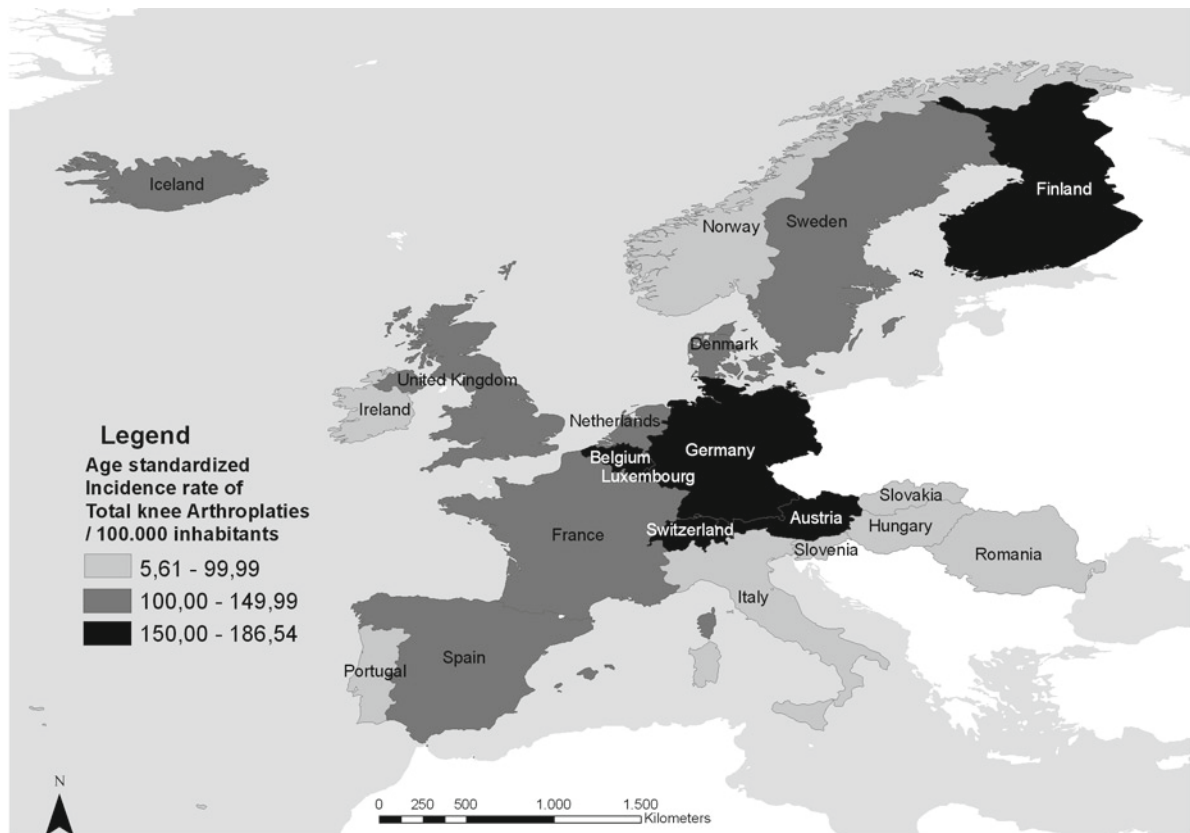 Iceland
Finland
Norway
Sweden
Denmark
United Kingdom
Ireland
Netherlands
Belgium
Luxembourg
Germany
Slovakia
Austria
Switzerland
Hungary
France
Slovenia
Romania
Italy
Spain
Portugal
Legend
Age standardized
Incidence rate of
Total knee Arthroplaties
/ 100.000 inhabitants
5,61 - 99,99
100,00 - 149,99
150,00 - 186,54
N
0 250 500 1.000 1.500
Kilometers